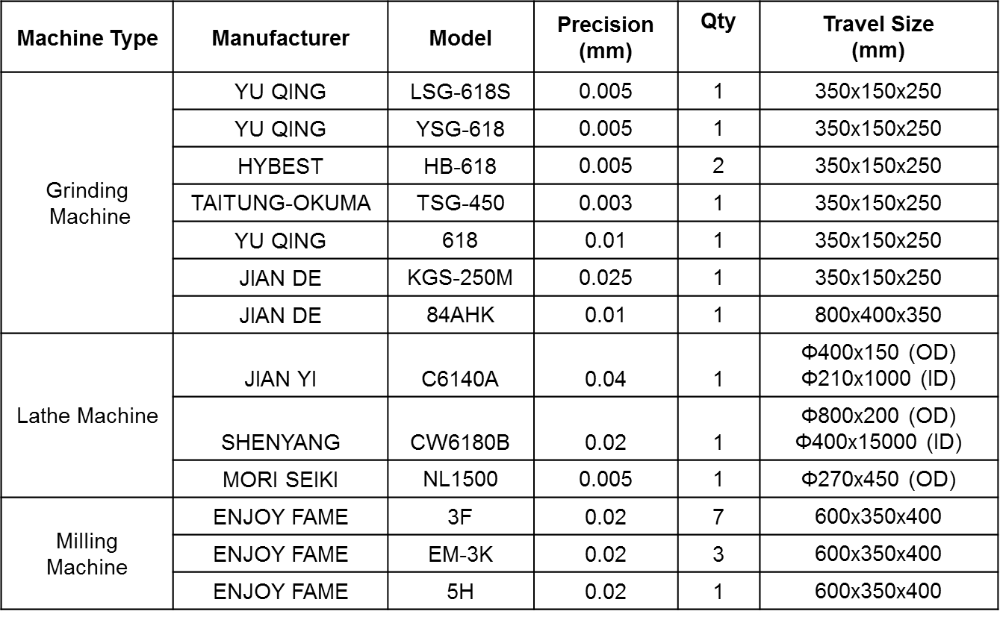 Machine Type Manufacturer Model Precision (mm) Qty Travel Size (mm)
Grinding Machine
YU QING LSG-618S 0.005 1 350x150x250
YU QING YSG-618 0.005 1 350x150x250
HYBEST HB-618 0.005 2 350x150x250
TAITUNG-OKUMA TSG-450 0.003 1 350x150x250
YU QING 618 0.01 1 350x150x250
JIAN DE KGS-250M 0.025 1 350x150x250
JIAN DE 84AHK 0.01 1 800x400x350
Lathe Machine
JIAN YI C6140A 0.04 1 Φ400x150 (OD)
Φ210x1000 (ID)
SHENYANG CW6180B 0.02 1 Φ800x200 (OD)
Φ400x15000 (ID)
MORI SEIKI NL1500 0.005 1 Φ270x450 (OD)
Milling Machine
ENJOY FAME 3F 0.02 7 600x350x400
ENJOY FAME EM-3K 0.02 3 600x350x400
ENJOY FAME 5H 0.02 1 600x350x400